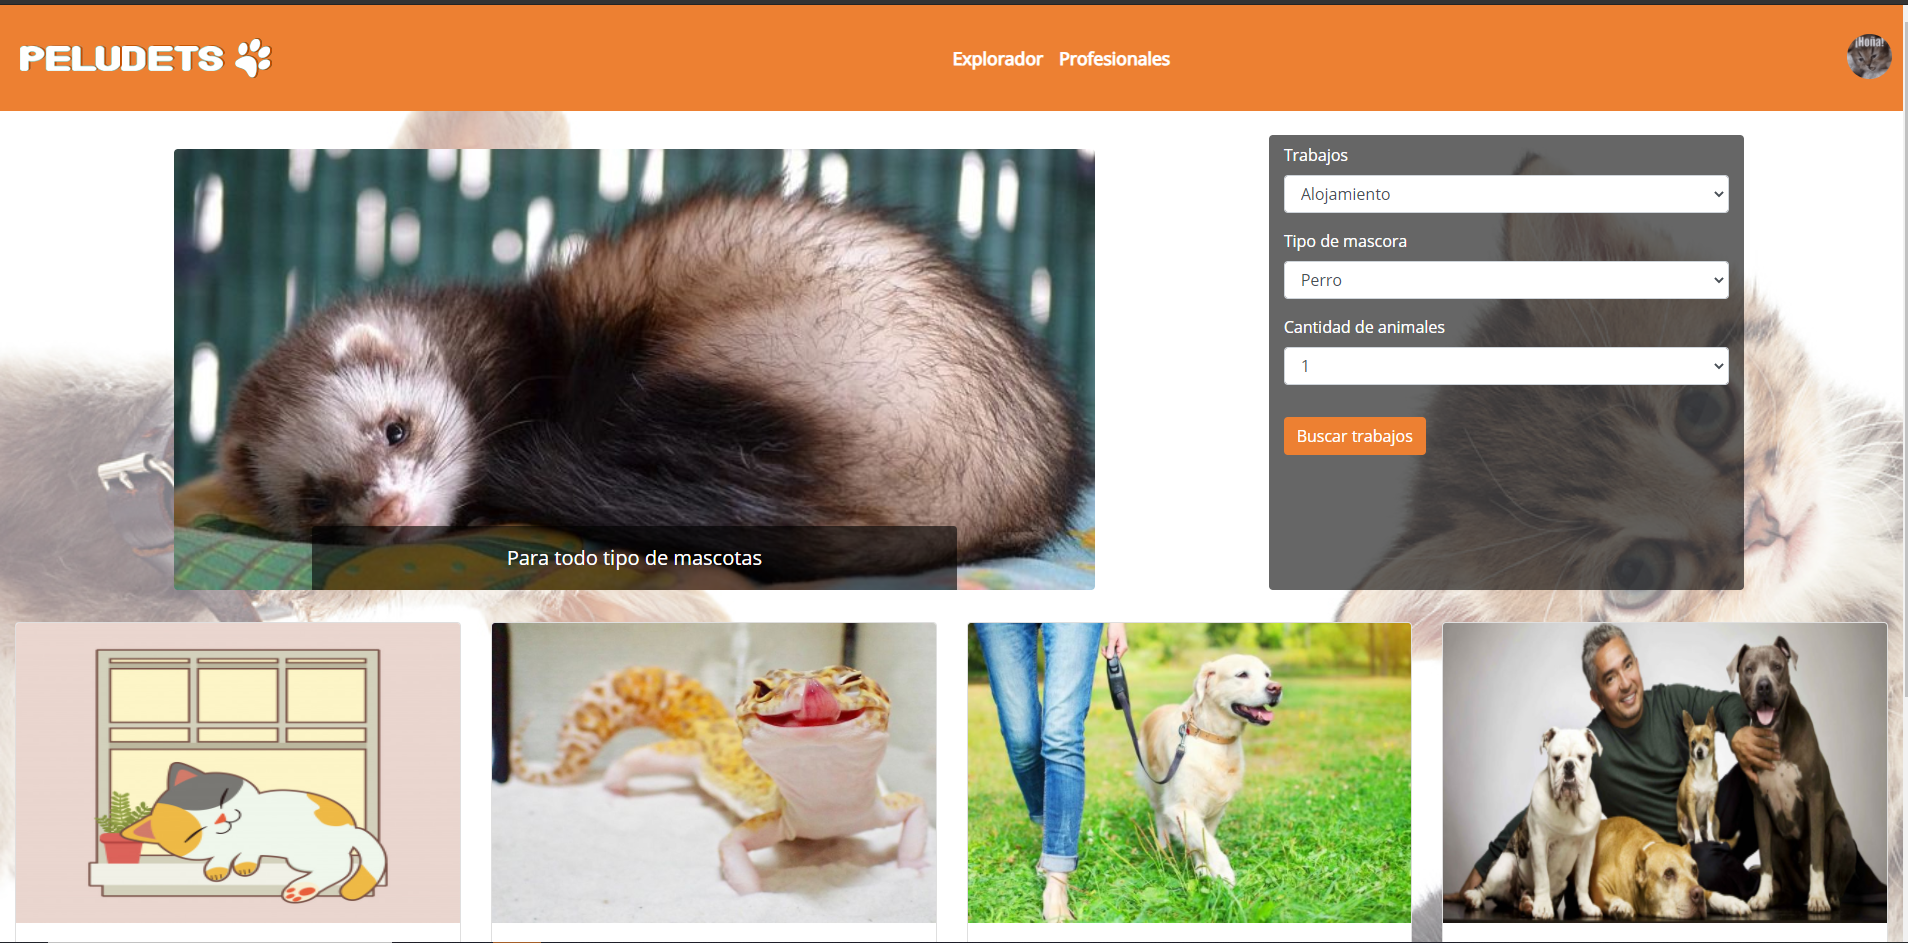 PELUDETS
Explorador Profesionales
¡Hoña!
Trabajos
Alojamiento
Tipo de mascora
Perro
Cantidad de animales
1
Buscar trabajos
Para todo tipo de mascotas